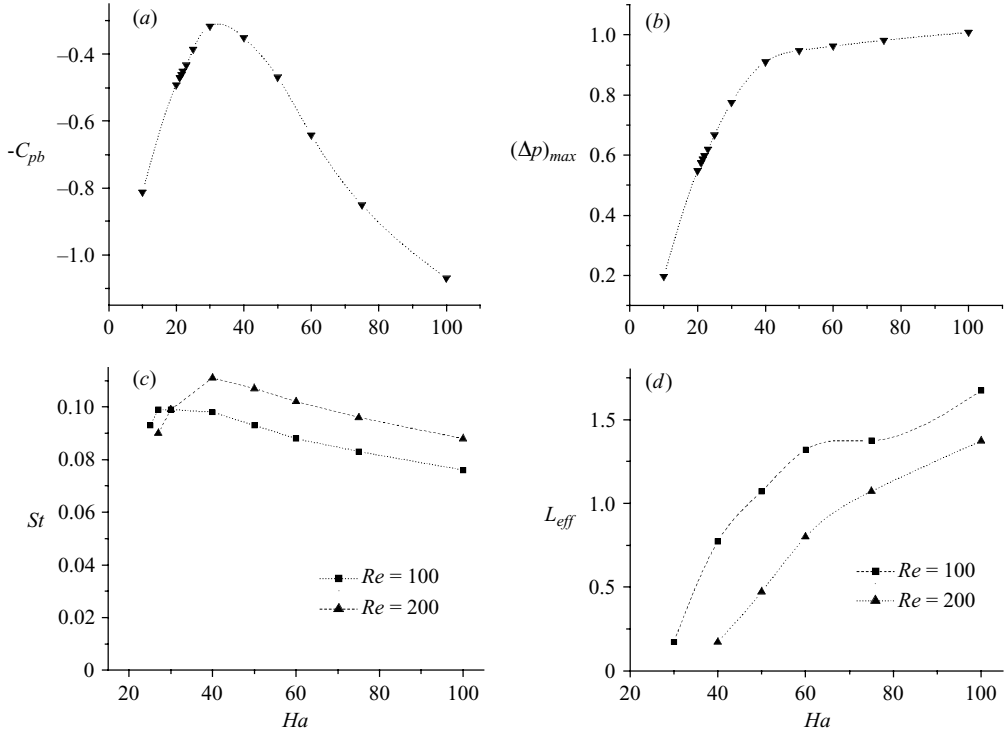 (a)
–0.4
–0.6
-C_pb
–0.8
–1.0
0 20 40 60 80 100
(b)
1.0
0.8
(Δp)_max
0.6
0.4
0.2
0 20 40 60 80 100
(c)
0.10
0.08
0.06
St
0.04
0.02
0
Re = 100
Re = 200
20 40 60 80 100
Ha
(d)
1.5
1.0
L_eff
0.5
0
Re = 100
Re = 200
20 40 60 80 100
Ha